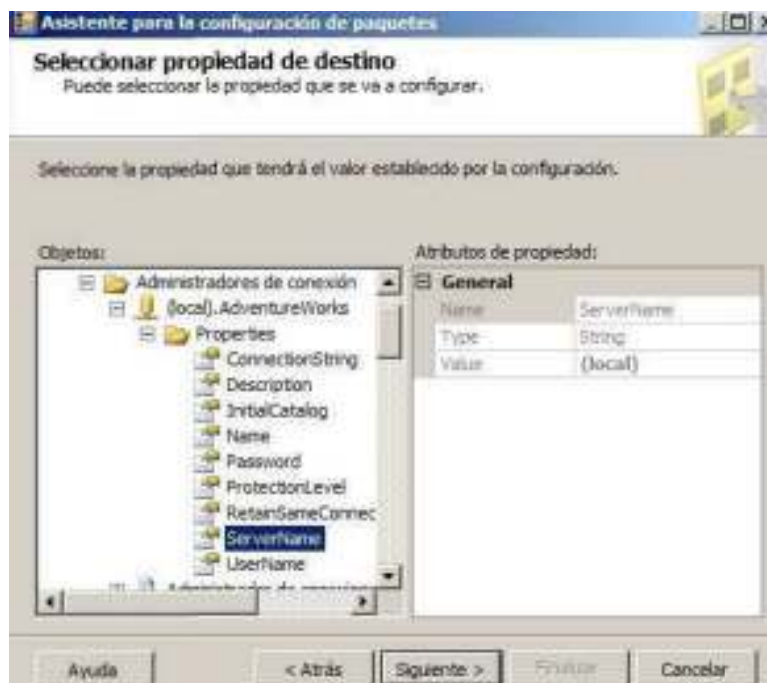 Asistente para la configuración de paquetes
Seleccionar propiedad de destino
Puede seleccionar la propiedad que se va a configurar.
Seleccione la propiedad que tendrá el valor establecido por la configuración.
Objetos:
Administradores de conexión
(local).AdventureWorks
Properties
ConnectionString
Description
InitialCatalog
Name
Password
ProtectionLevel
RetainSameConnec
ServerName
UserName
Atributos de propiedad:
General
Name ServerName
Type String
Value (local)
Ayuda < Atrás Siguiente > Finalizar Cancelar